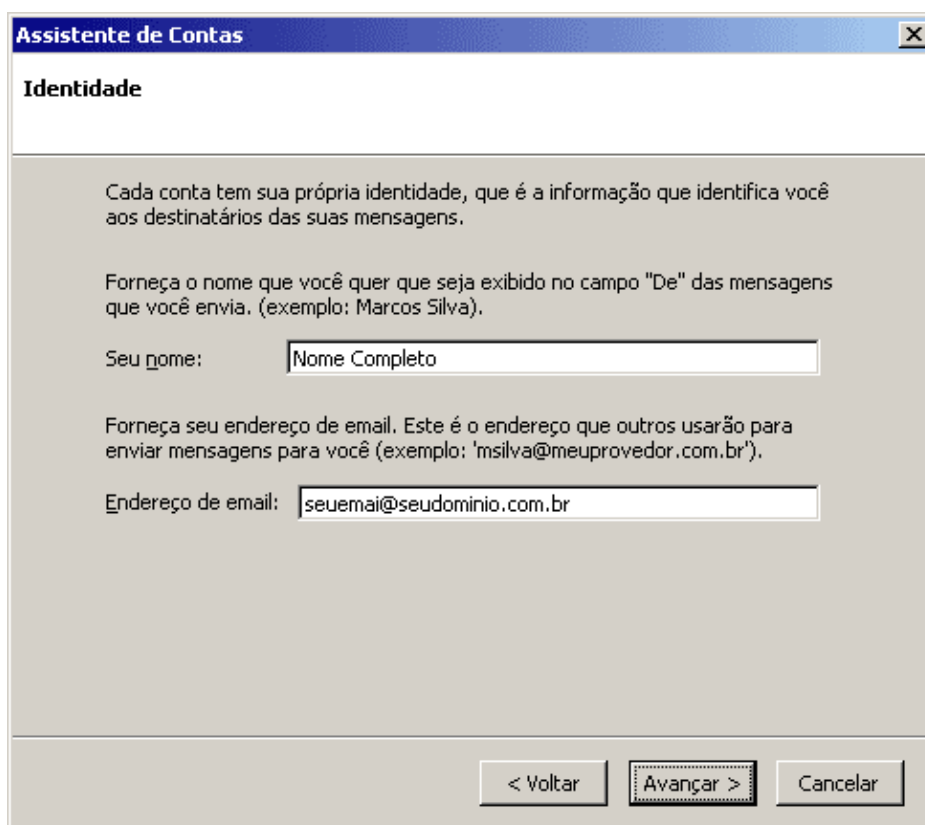 Assistente de Contas
Identidade
Cada conta tem sua própria identidade, que é a informação que identifica você
aos destinatários das suas mensagens.
Forneça o nome que você quer que seja exibido no campo "De" das mensagens
que você envia. (exemplo: Marcos Silva).
Seu nome: Nome Completo
Forneça seu endereço de email. Este é o endereço que outros usarão para
enviar mensagens para você (exemplo: 'msilva@meuprovedor.com.br').
Endereço de email: seuemai@seudominio.com.br
< Voltar Avançar > Cancelar